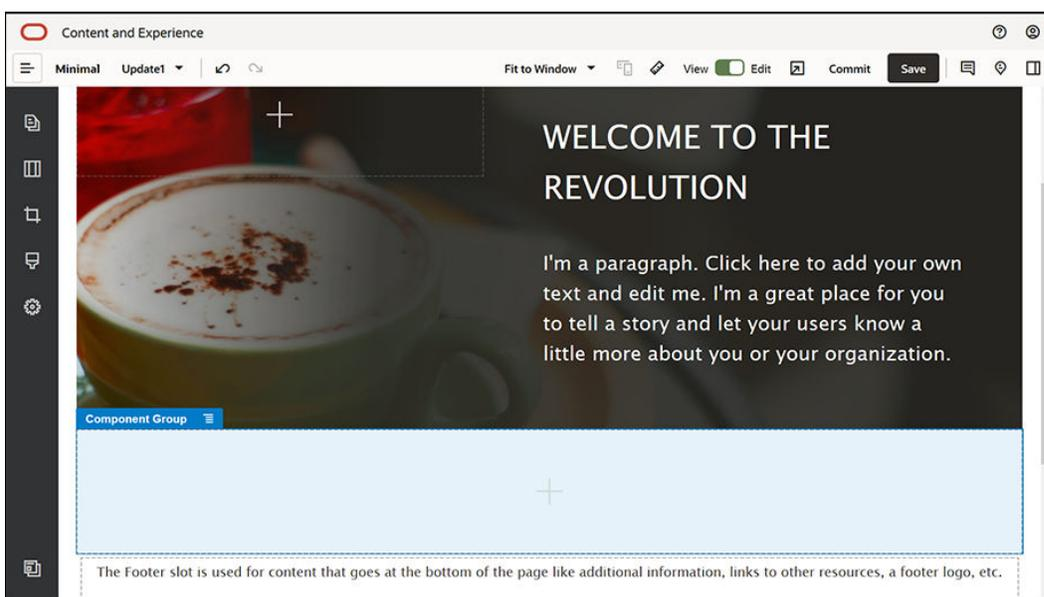 Content and Experience
Minimal Update1 Fit to Window View Edit Commit Save
WELCOME TO THE
REVOLUTION
I'm a paragraph. Click here to add your own
text and edit me. I'm a great place for you
to tell a story and let your users know a
little more about you or your organization.
Component Group
The Footer slot is used for content that goes at the bottom of the page like additional information, links to other resources, a footer logo, etc.